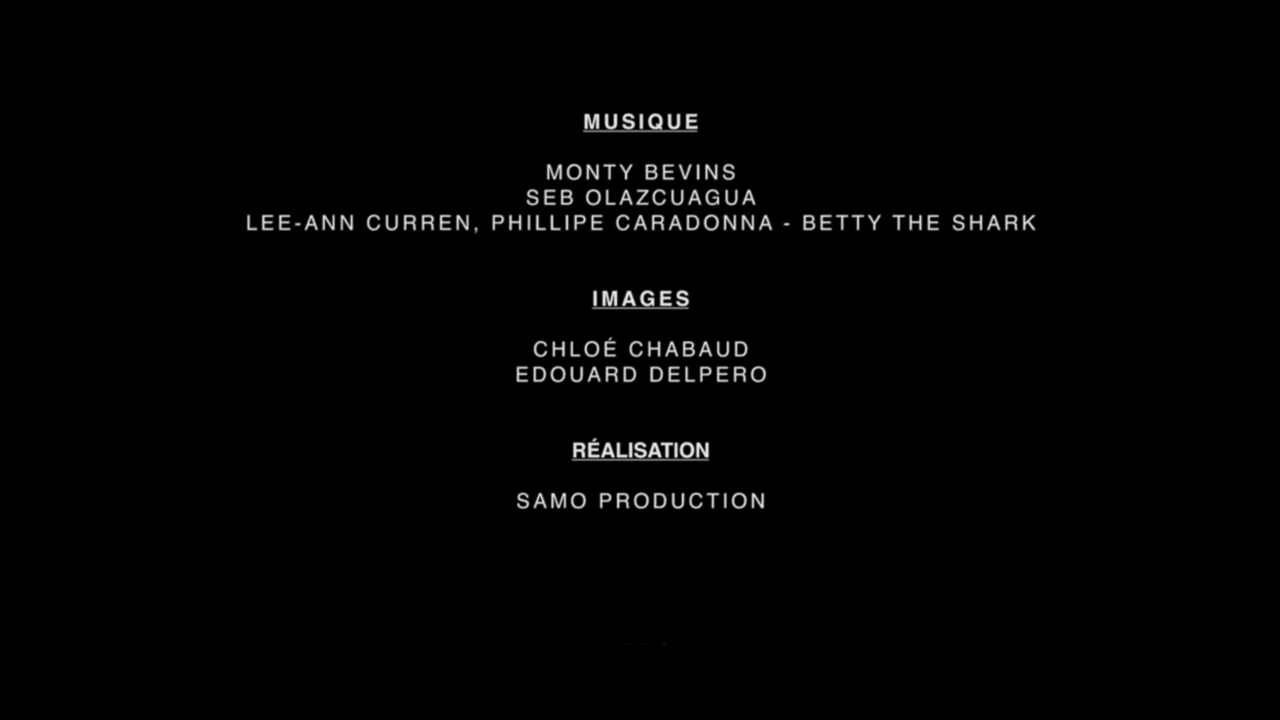 MUSIQUE
MONTY BEVINS
SEB OLAZCUAGUA
LEE-ANN CURREN, PHILLIPE CARADONNA - BETTY THE SHARK
IMAGES
CHLOÉ CHABAUD
EDOUARD DELPERO
RÉALISATION
SAMO PRODUCTION